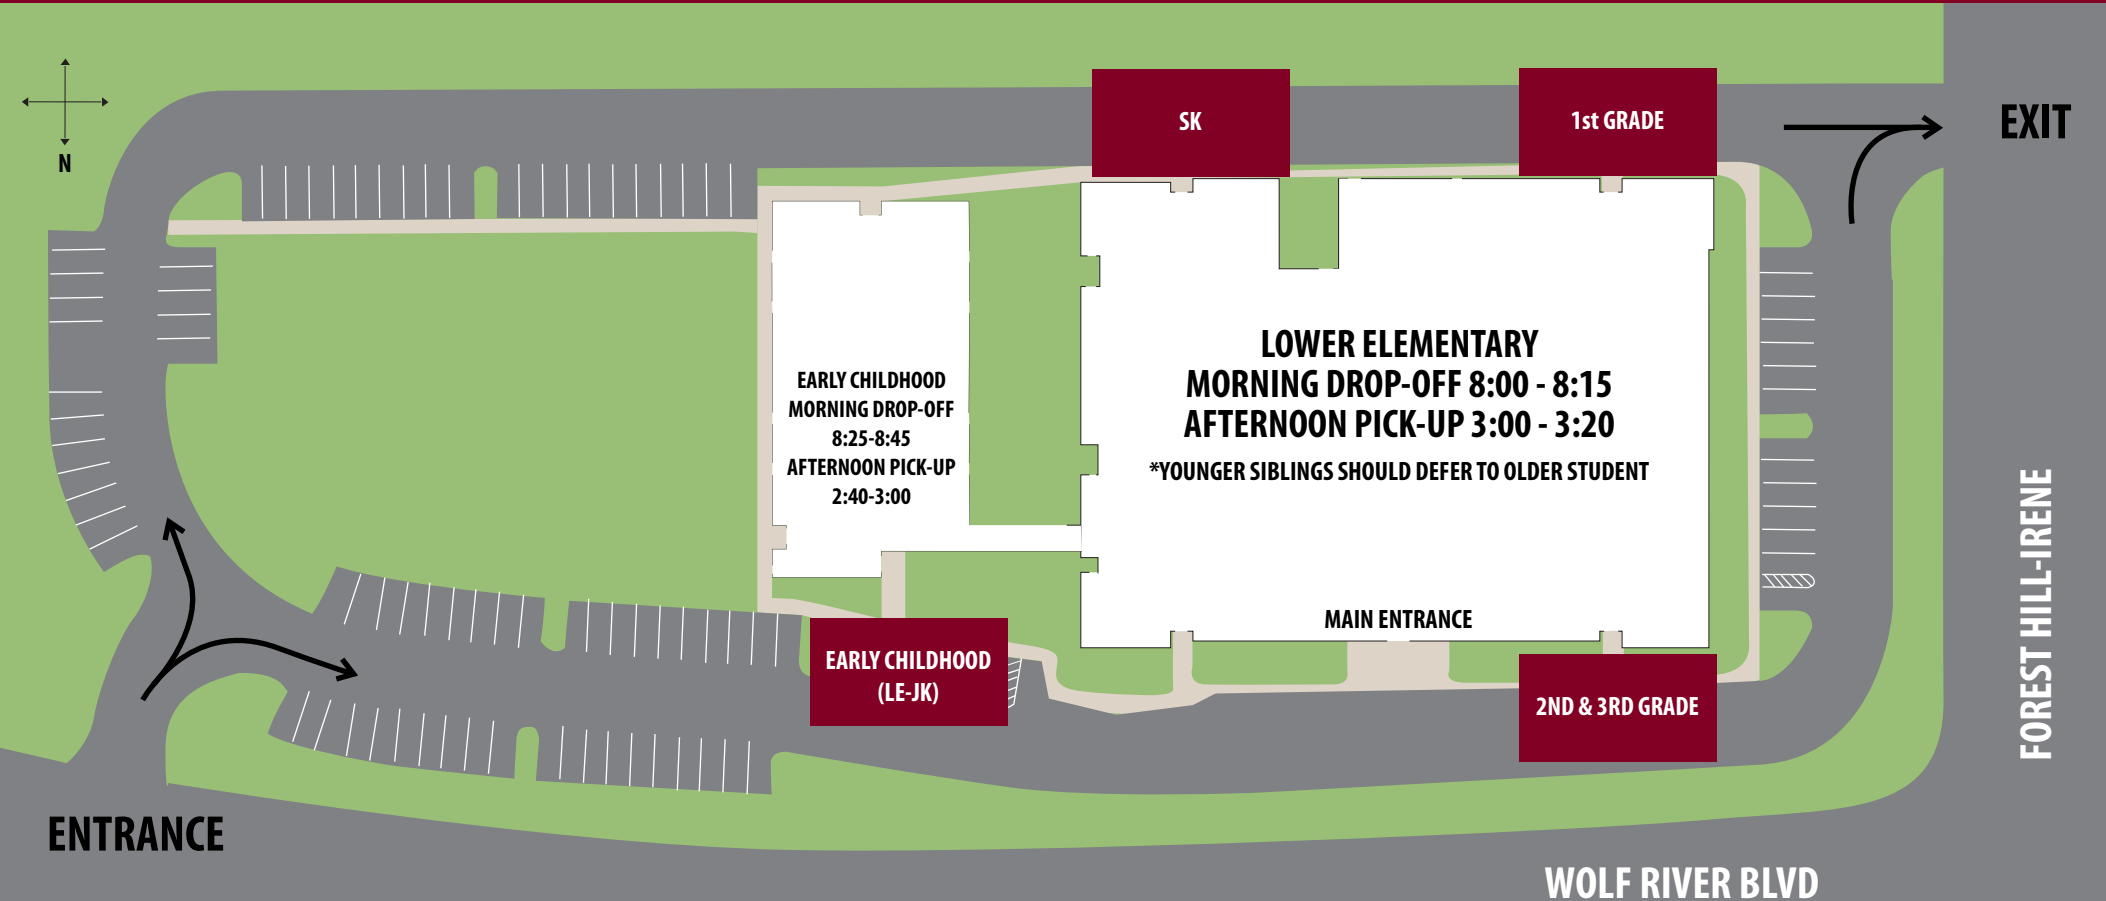 SK
1st GRADE
EXIT
N
LOWER ELEMENTARY
MORNING DROP-OFF 8:00 - 8:15
AFTERNOON PICK-UP 3:00 - 3:20
*YOUNGER SIBLINGS SHOULD DEFER TO OLDER STUDENT
EARLY CHILDHOOD
MORNING DROP-OFF
8:25-8:45
AFTERNOON PICK-UP
2:40-3:00
MAIN ENTRANCE
EARLY CHILDHOOD
(LE-JK)
2ND & 3RD GRADE
FOREST HILL-IRENE
ENTRANCE
WOLF RIVER BLVD